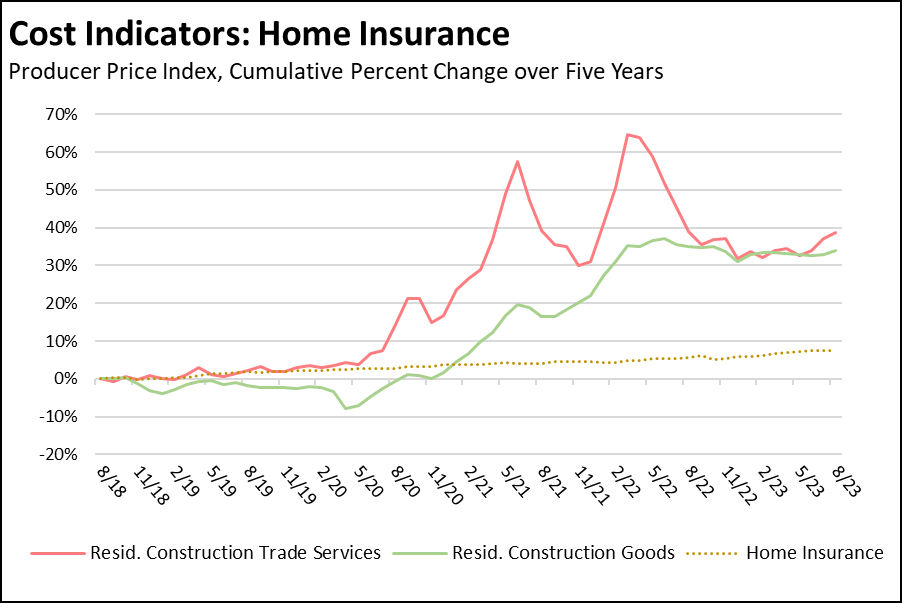 Cost Indicators: Home Insurance
Producer Price Index, Cumulative Percent Change over Five Years
70%
60%
50%
40%
30%
20%
10%
0%
-10%
-20%
8/18 11/18 2/19 5/19 8/19 11/19 2/20 5/20 8/20 11/20 2/21 5/21 8/21 11/21 2/22 5/22 8/22 11/22 2/23 5/23 8/23
Resid. Construction Trade Services Resid. Construction Goods Home Insurance